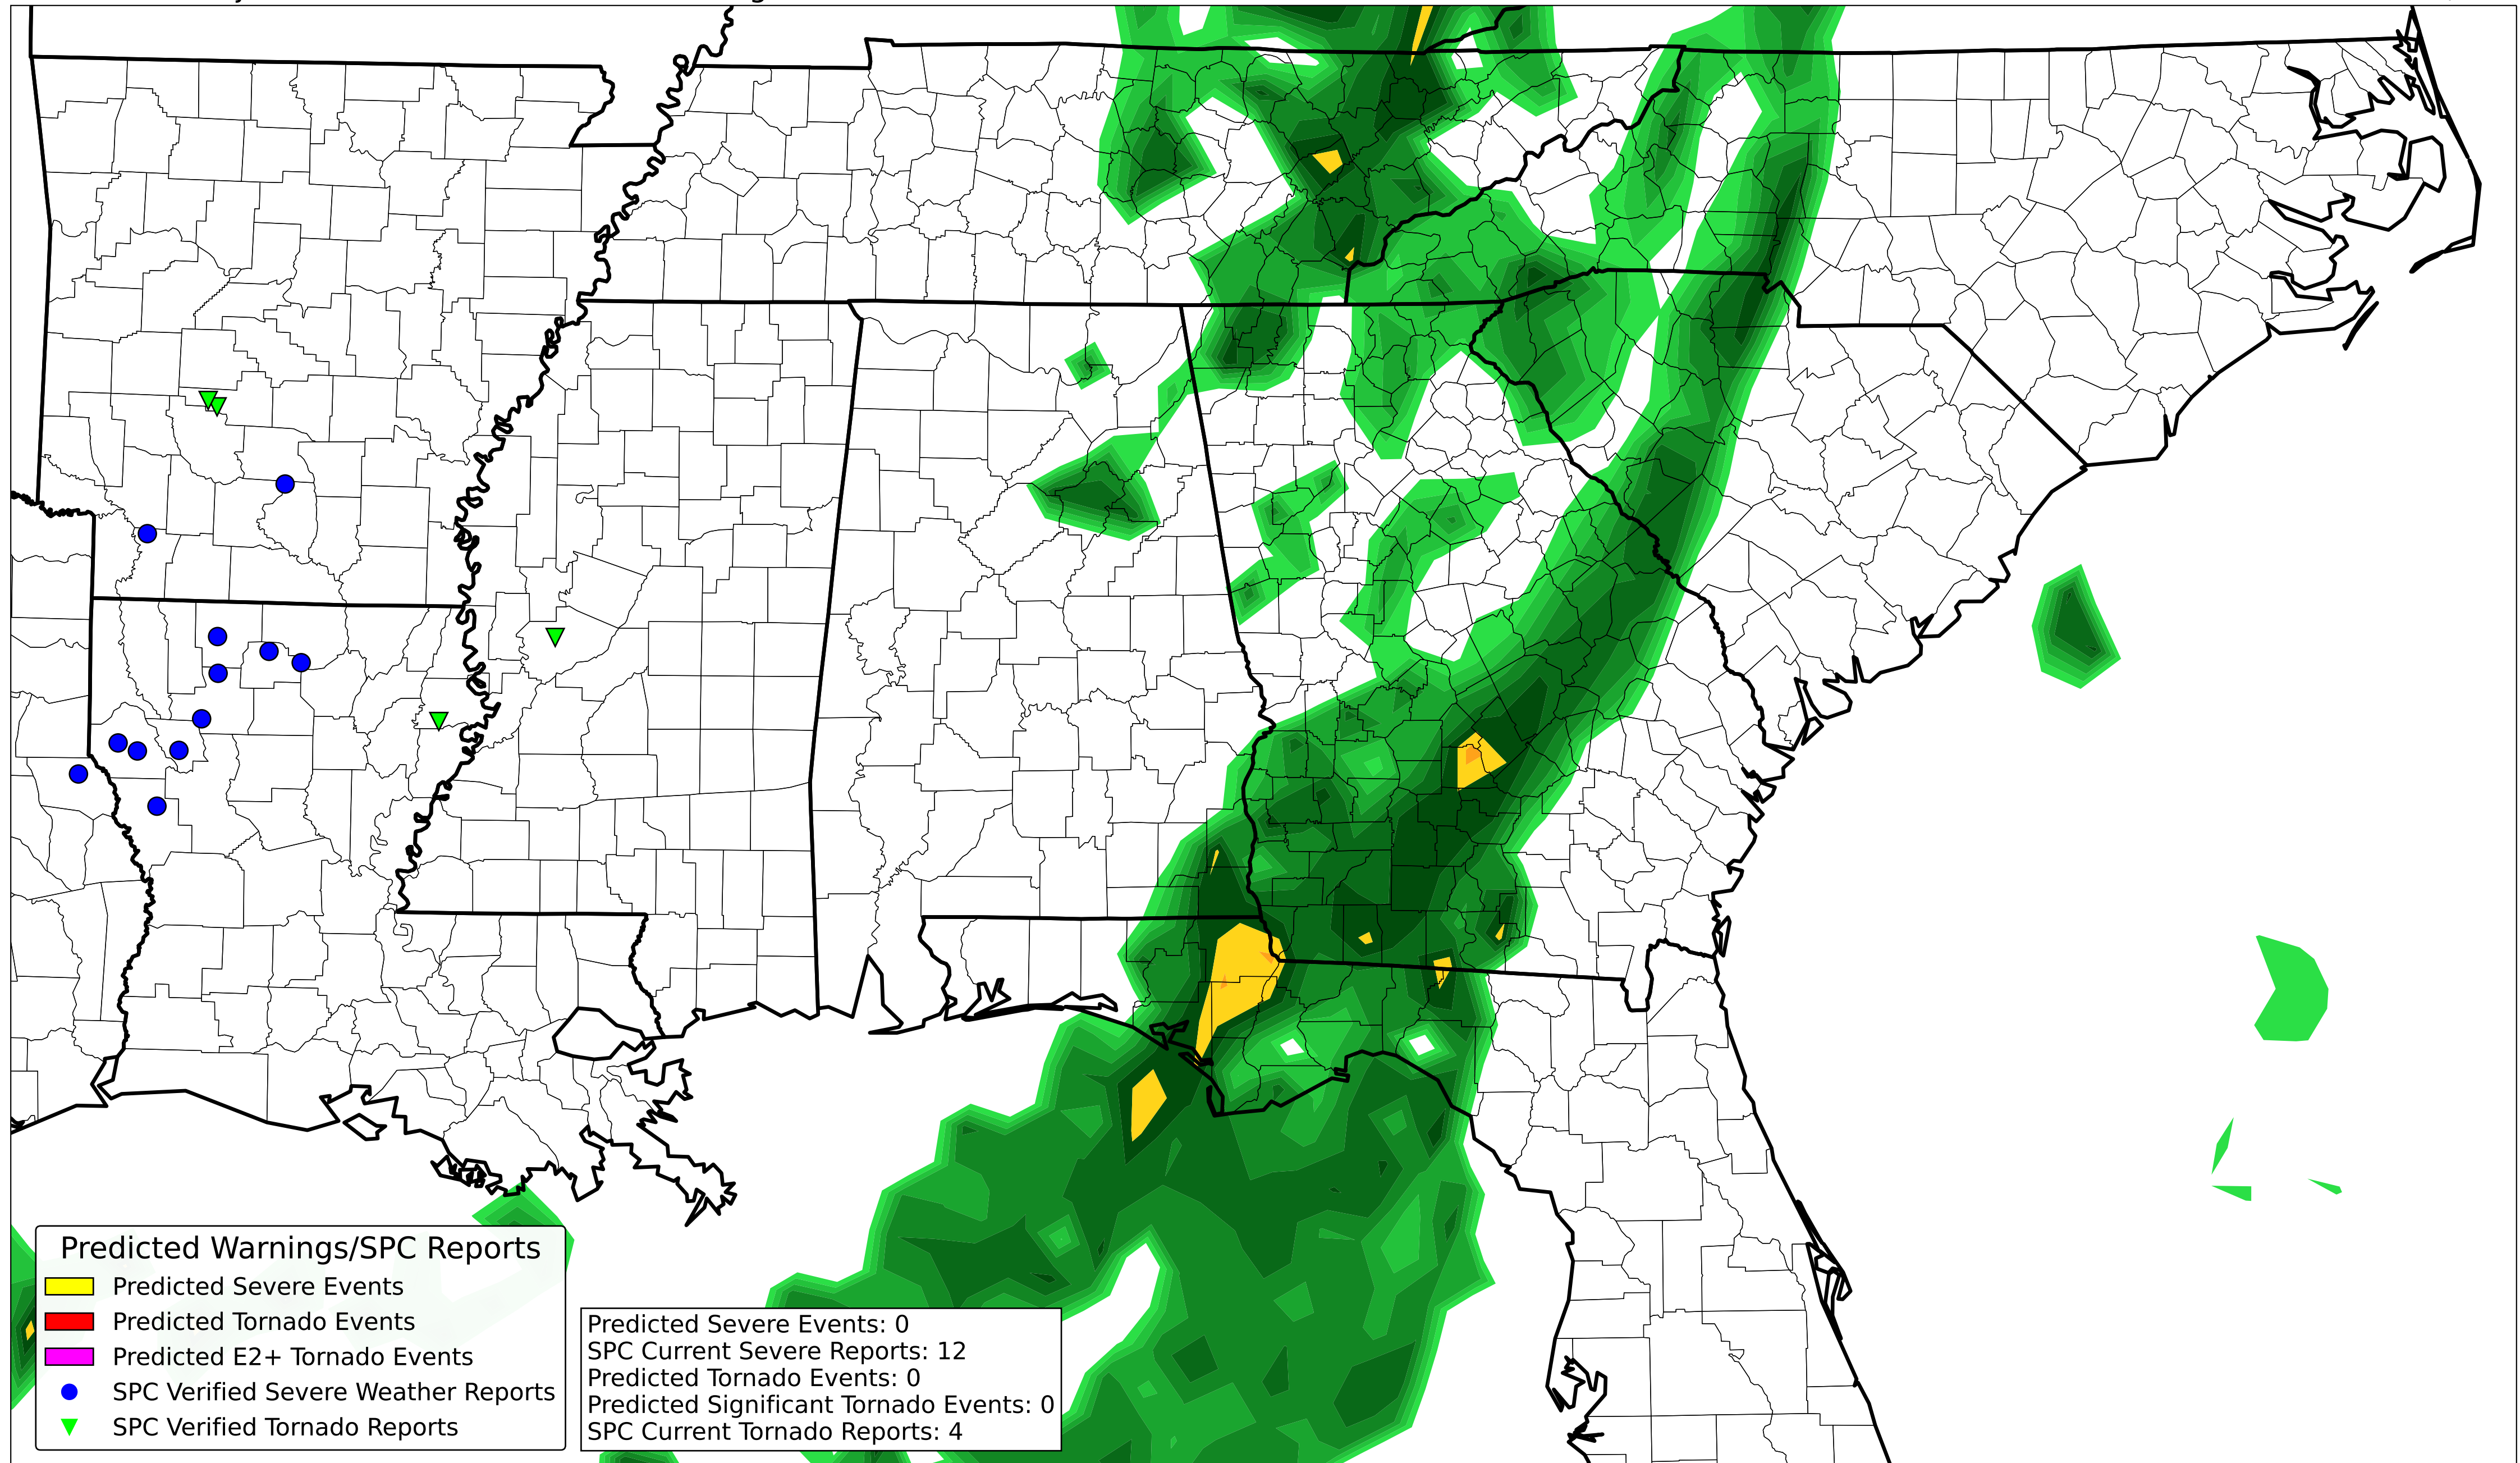 Predicted Warnings/SPC Reports
Predicted Severe Events
Predicted Tornado Events
Predicted E2+ Tornado Events
SPC Verified Severe Weather Reports
SPC Verified Tornado Reports
Predicted Severe Events: 0
SPC Current Severe Reports: 12
Predicted Tornado Events: 0
Predicted Significant Tornado Events: 0
SPC Current Tornado Reports: 4